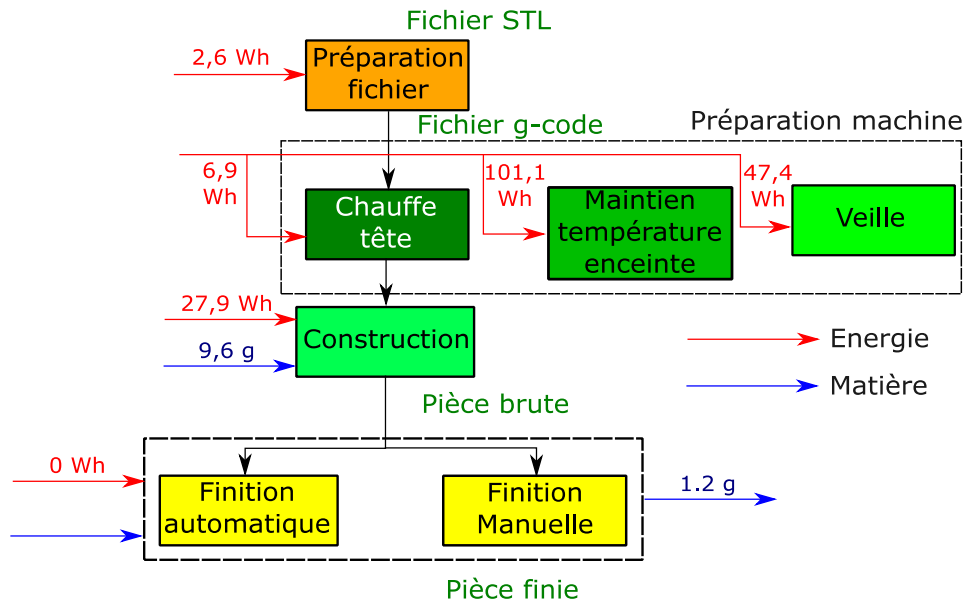 Fichier STL
2,6 Wh
Préparation
fichier
Fichier g-code
Préparation machine
6,9
Wh
Chauffe
tête
101,1
Wh
Maintien
température
enceinte
47,4
Wh
Veille
27,9 Wh
9,6 g
Construction
Energie
Matière
Pièce brute
0 Wh
Finition
automatique
Finition
Manuelle
1.2 g
Pièce finie